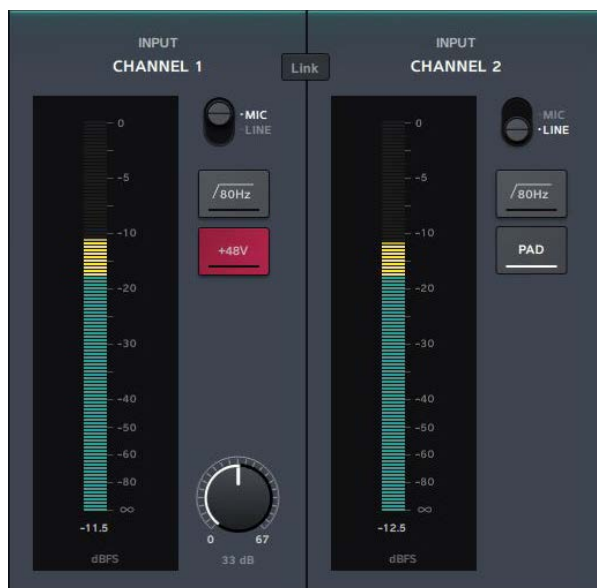 INPUT
CHANNEL 1
Link
INPUT
CHANNEL 2
0
-5
-10
-20
-30
-40
-50
-60
-80
∞
-11.5
dBFS
MIC
LINE
80Hz
+48V
0 67
33 dB
0
-5
-10
-20
-30
-40
-50
-60
-80
∞
-12.5
dBFS
MIC
LINE
80Hz
PAD